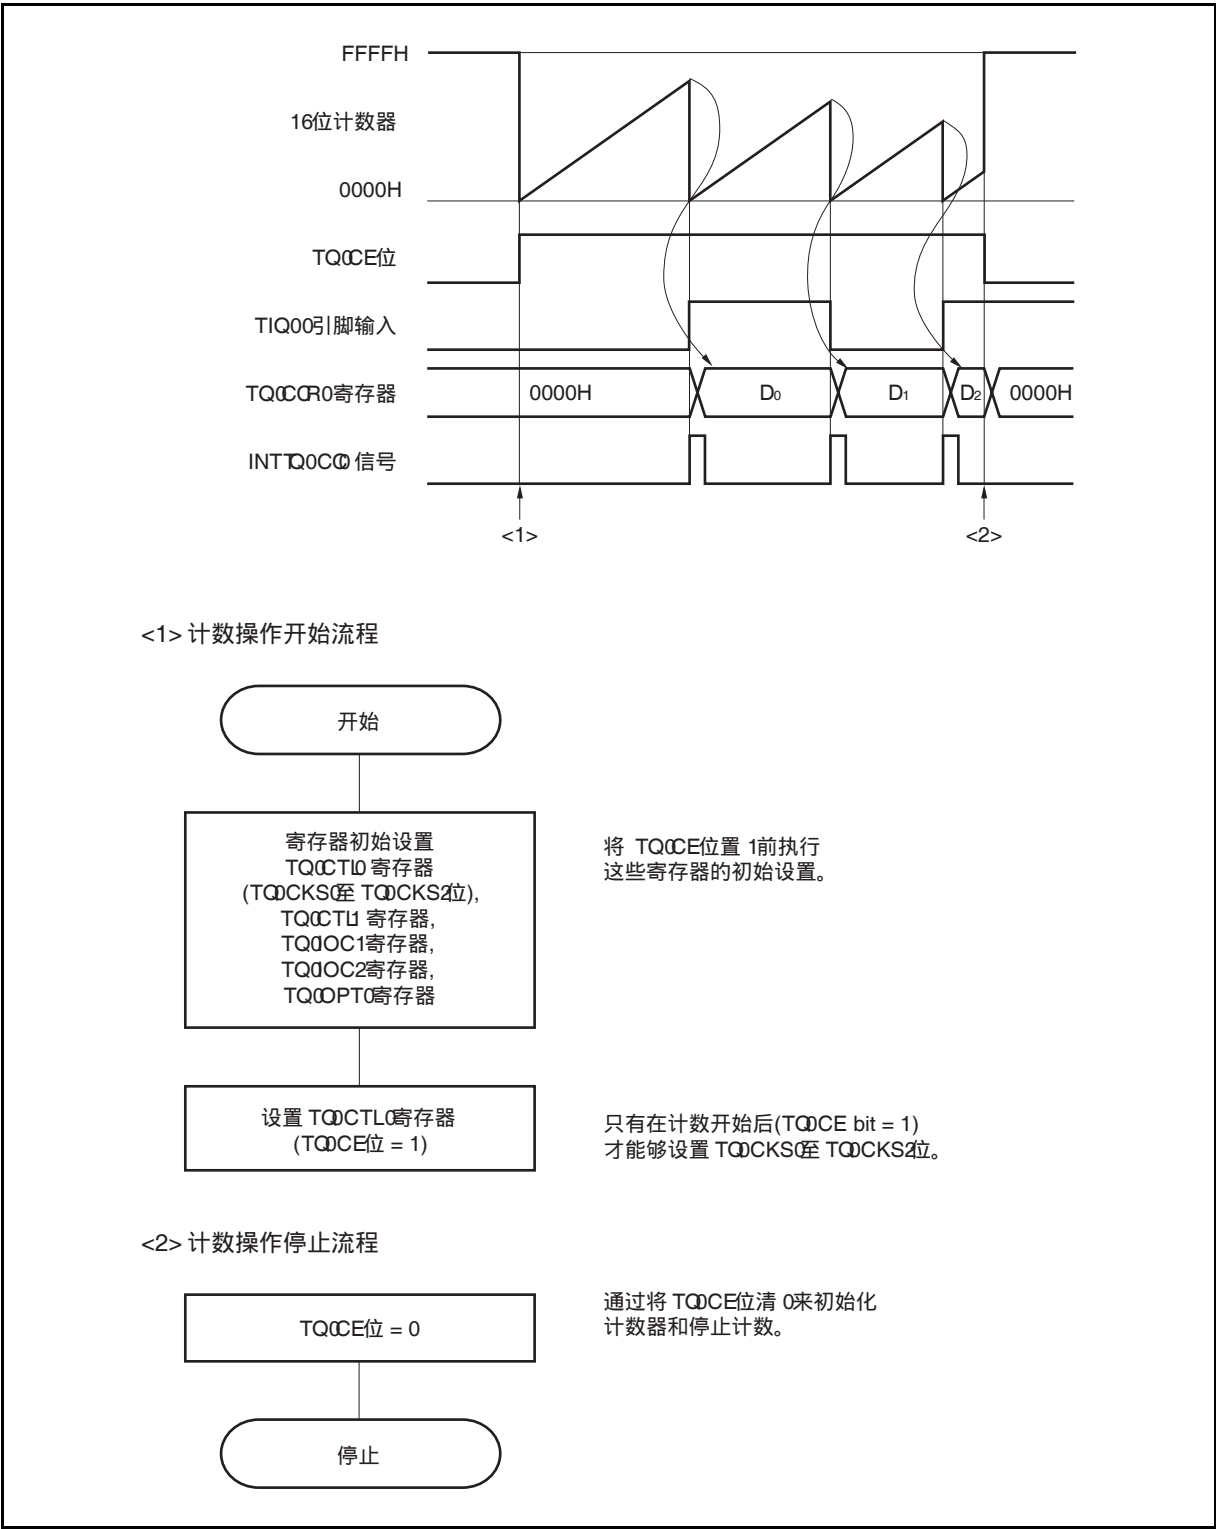 FFFFH
16位计数器
0000H
TQ0CE位
TIQ00引脚输入
TQ0CCR0寄存器
0000H
D0
D1
D2
0000H
INTTQ0CC0 信号
<1>
<2>
<1> 计数操作开始流程
开始
寄存器初始设置
TQ0CTL0 寄存器
(TQ0CKS0至 TQ0CKS2位),
TQ0CTL1 寄存器,
TQ0IOC1寄存器,
TQ0IOC2寄存器,
TQ0OPT0寄存器
将 TQ0CE位置 1前执行
这些寄存器的初始设置。
设置 TQ0CTL0寄存器
(TQ0CE位 = 1)
只有在计数开始后(TQ0CE bit = 1)
才能够设置 TQ0CKS0至 TQ0CKS2位。
<2> 计数操作停止流程
TQ0CE位 = 0
通过将 TQ0CE位清 0来初始化
计数器和停止计数。
停止